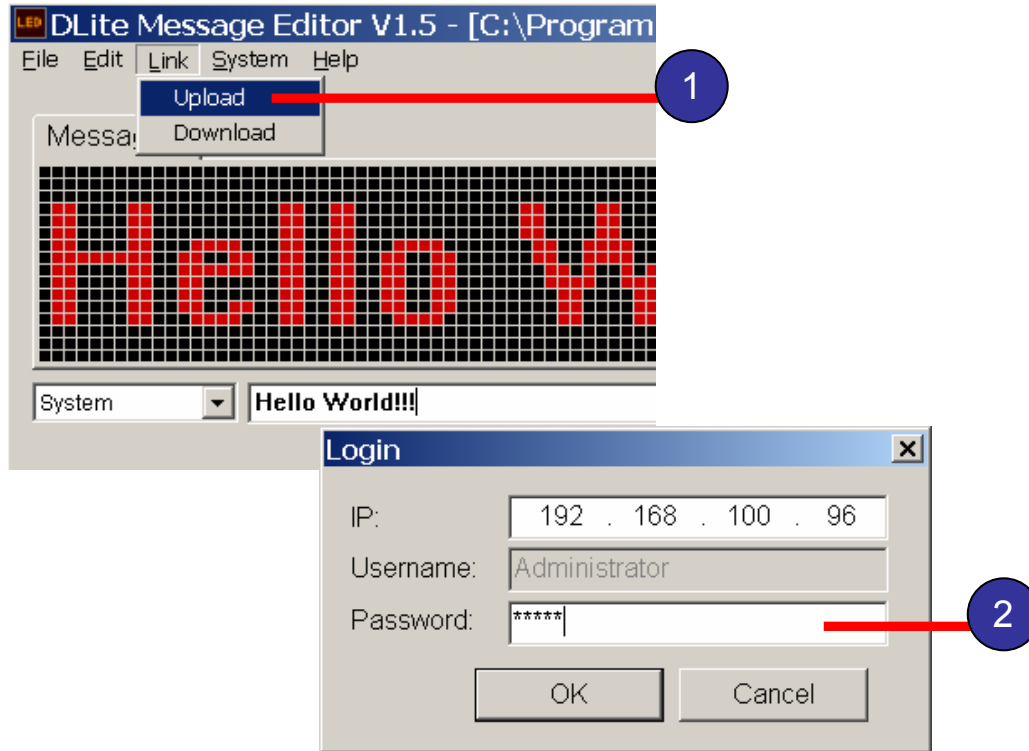 LED DLite Message Editor V1.5 - [C:\Program
File Edit Link System Help
Upload
1
Download
Messa
Hello W
System Hello World!!!
Login
IP: 192 . 168 . 100 . 96
Username: Administrator
Password: *****
2
OK Cancel